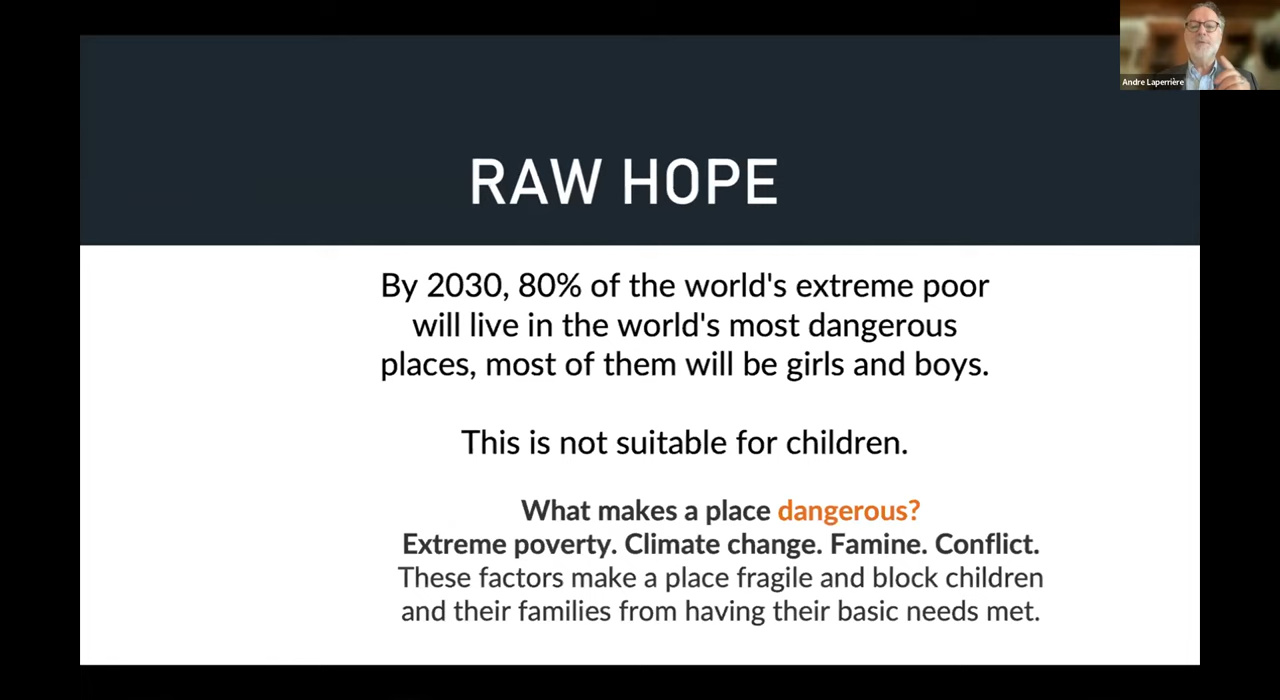 Andre Laperrière
RAW HOPE
By 2030, 80% of the world's extreme poor
will live in the world's most dangerous
places, most of them will be girls and boys.
This is not suitable for children.
What makes a place dangerous?
Extreme poverty. Climate change. Famine. Conflict.
These factors make a place fragile and block children
and their families from having their basic needs met.